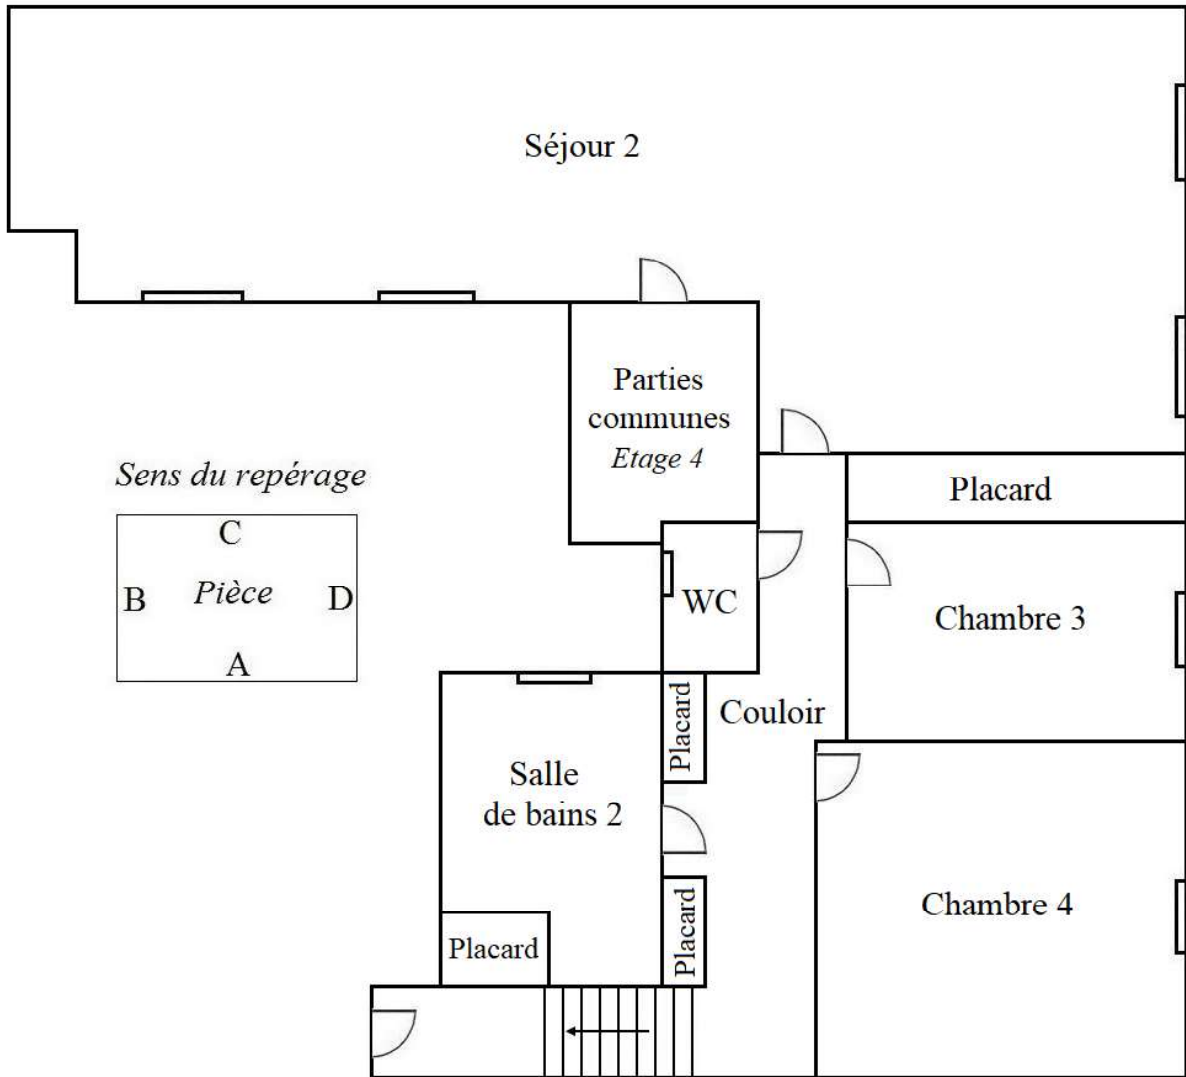 Séjour 2
Parties
communes
Etage 4
Sens du repérage
C
B
Pièce
D
A
Placard
WC
Chambre 3
Placard
Couloir
Salle
de bains 2
Chambre 4
Placard
Placard